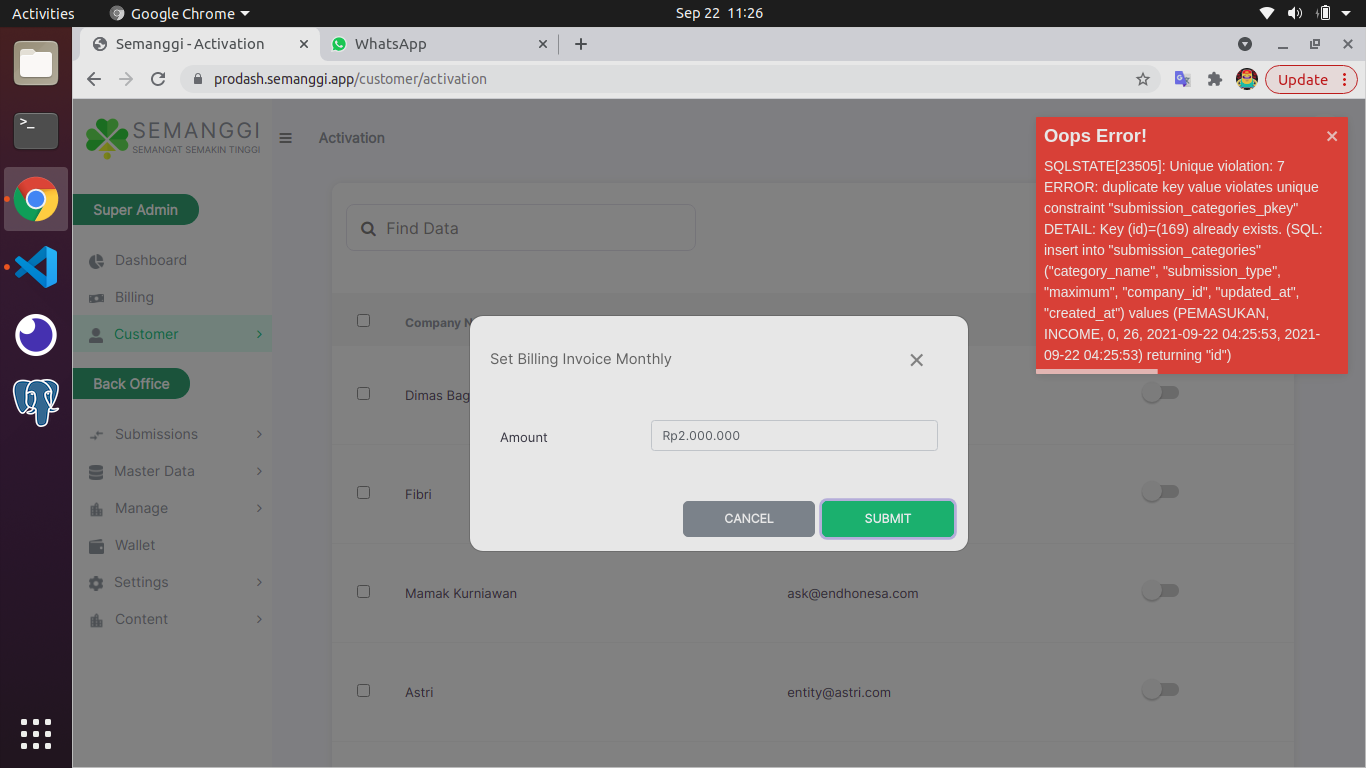 Activities
Google Chrome
Sep 22 11:26
Semanggi - Activation
WhatsApp
prodash.semanggi.app/customer/activation
Update
SEMANGGI
SEMANGAT SEMAKIN TINGGI
Activation
Super Admin
Dashboard
Billing
Customer
Back Office
Submissions
Master Data
Manage
Wallet
Settings
Content
Find Data
Company N
Dimas Bag
Fibri
Mamak Kurniawan
ask@endhonesa.com
Astri
entity@astri.com
Set Billing Invoice Monthly
Amount
Rp2.000.000
CANCEL
SUBMIT
Oops Error!
SQLSTATE[23505]: Unique violation: 7
ERROR: duplicate key value violates unique
constraint "submission_categories_pkey"
DETAIL: Key (id)=(169) already exists. (SQL:
insert into "submission_categories"
("category_name", "submission_type",
"maximum", "company_id", "updated_at",
"created_at") values (PEMASUKAN,
INCOME, 0, 26, 2021-09-22 04:25:53, 2021-
09-22 04:25:53) returning "id")